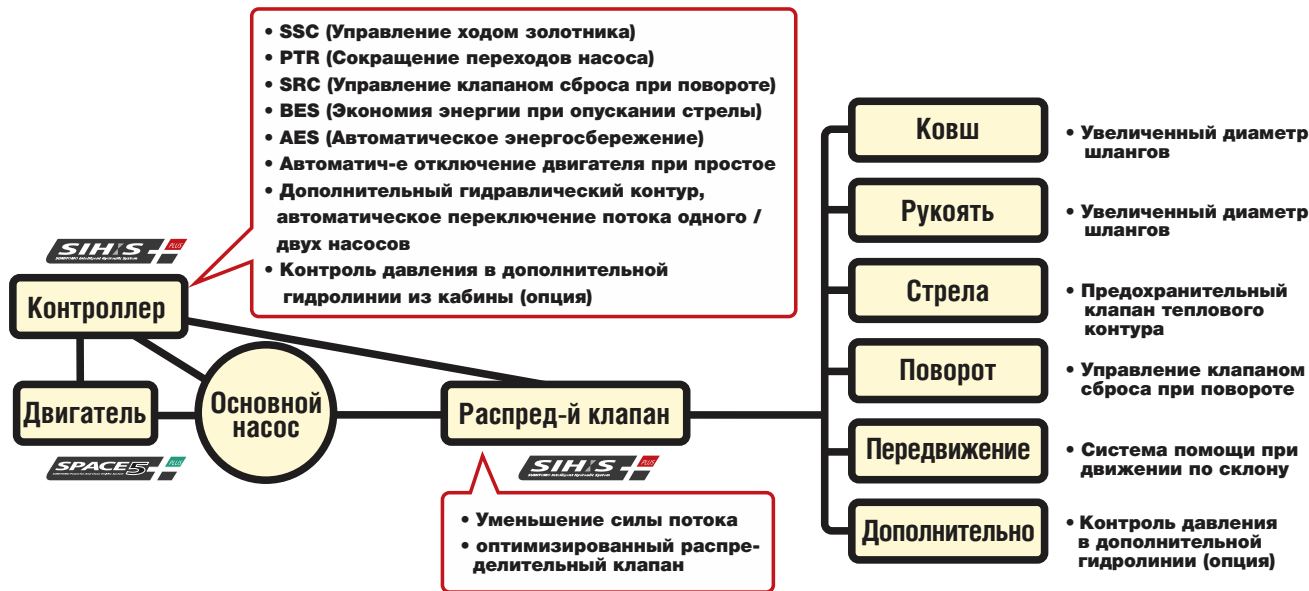 • SSC (Управление ходом золотника)
• PTR (Сокращение переходов насоса)
• SRC (Управление клапаном сброса при повороте)
• BES (Экономия энергии при опускании стрелы)
• AES (Автоматическое энергосбережение)
• Автоматич-е отключение двигателя при простое
• Дополнительный гидравлический контур,
автоматическое переключение потока одного /
двух насосов
• Контроль давления в дополнительной
гидролинии из кабины (опция)
SIH:S PLUS
Контроллер
Двигатель
SPACE5 PLUS
Основной
насос
Распред-й клапан
SIH:S PLUS
• Уменьшение силы потока
• оптимизированный распре-
делительный клапан
Ковш
• Увеличенный диаметр
шлангов
Рукоять
• Увеличенный диаметр
шлангов
Стрела
• Предохранительный
клапан теплового
контура
Поворот
• Управление клапаном
сброса при повороте
Передвижение
• Система помощи при
движении по склону
Дополнительно
• Контроль давления
в дополнительной
гидролинии (опция)